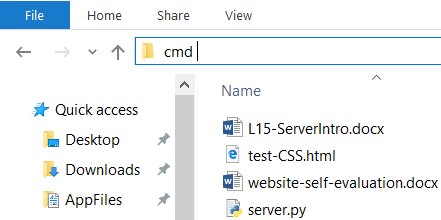 File Home Share View
cmd
Name
Quick access
L15-ServerIntro.docx
Desktop
test-CSS.html
Downloads
website-self-evaluation.docx
AppFiles
server.py